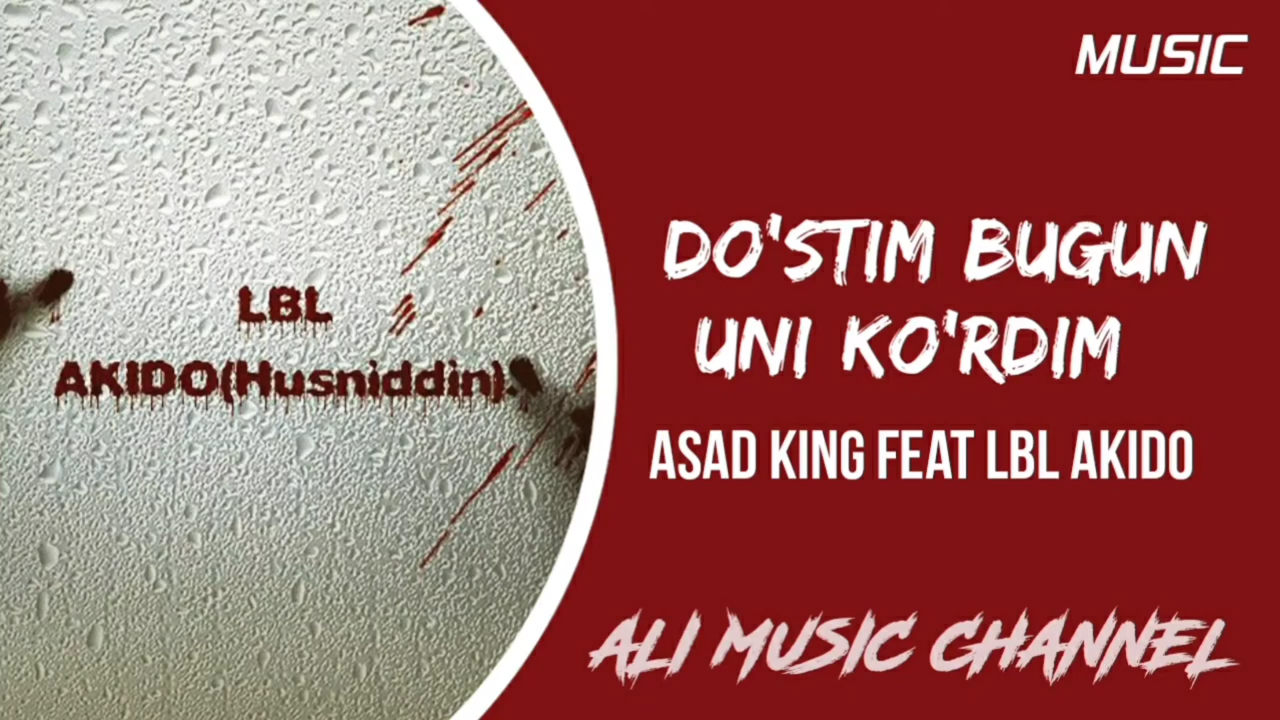 MUSIC
LBL
AKIDO(Husniddin).
DO'STIM BUGUN
UNI KO'RDIM
ASAD KING FEAT LBL AKIDO
ALI MUSIC CHANNEL